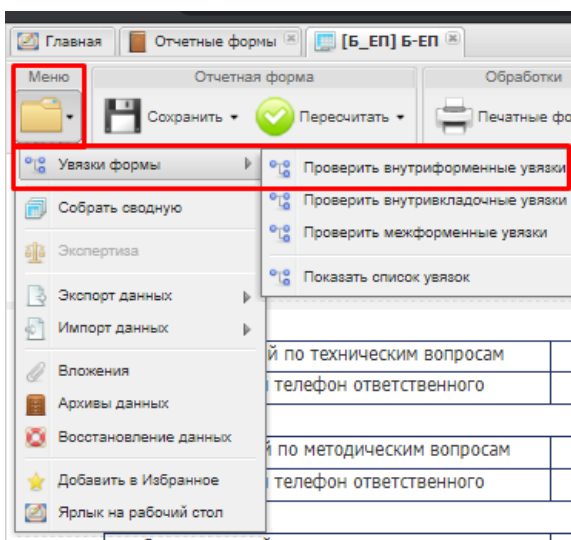 Главная Отчетные формы [Б_ЕП] Б-ЕП
Меню Отчетная форма Обработки
Сохранить Пересчитать Печатные фо
Увязки формы
Проверить внутриформенные увязки
Собрать сводную
Проверить внутривкладочные увязки
Экспертиза
Проверить межформенные увязки
Показать список увязок
Экспорт данных
Импорт данных
й по техническим вопросам
Вложения
телефон ответственного
Архивы данных
Восстановление данных
й по методическим вопросам
Добавить в Избранное
телефон ответственного
Ярлык на рабочий стол